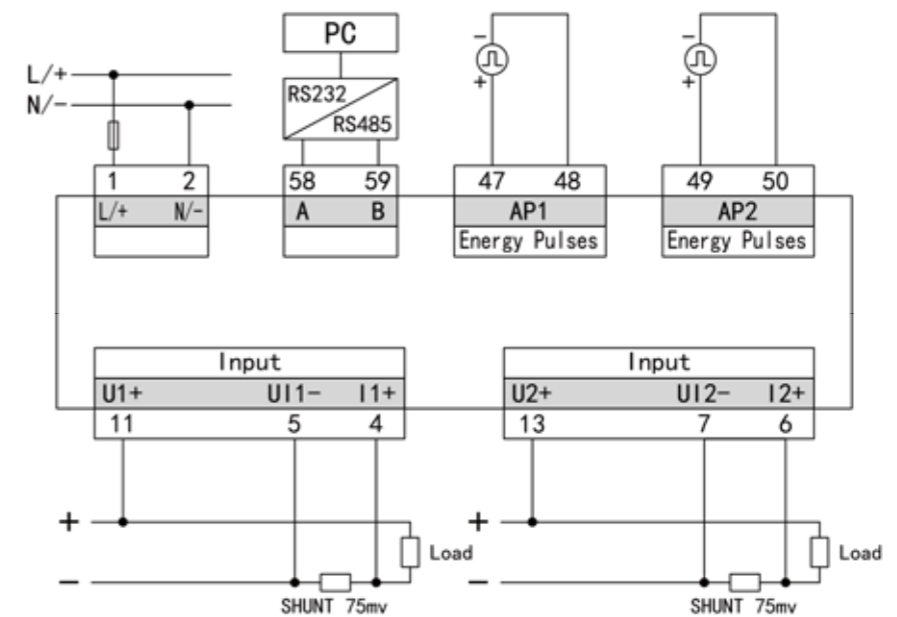 PC
L/+
N/-
RS232
RS485
1 2
58 59
47 48
49 50
L/+ N/-
A B
AP1
AP2
Energy Pulses
Energy Pulses
- +
- +
Input
Input
U1+ UI1- I1+
U2+ UI2- I2+
11 5 4
13 7 6
+
+
Load
Load
-
-
SHUNT 75mv
SHUNT 75mv